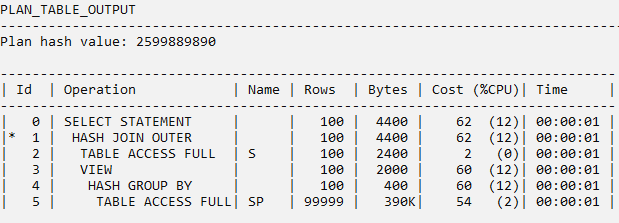 PLAN_TABLE_OUTPUT
--------------------------------------------------------------------------------
Plan hash value: 2599889890
--------------------------------------------------------------------------------
| Id  | Operation            | Name | Rows  | Bytes | Cost (%CPU)| Time     |
--------------------------------------------------------------------------------
|   0 | SELECT STATEMENT     |      |   100 |  4400 |    62  (12)| 00:00:01 |
|*  1 |  HASH JOIN OUTER     |      |   100 |  4400 |    62  (12)| 00:00:01 |
|   2 |   TABLE ACCESS FULL  | S    |   100 |  2400 |     2   (0)| 00:00:01 |
|   3 |   VIEW               |      |   100 |  2000 |    60  (12)| 00:00:01 |
|   4 |    HASH GROUP BY     |      |   100 |   400 |    60  (12)| 00:00:01 |
|   5 |     TABLE ACCESS FULL| SP   | 99999 |   390K|    54   (2)| 00:00:01 |